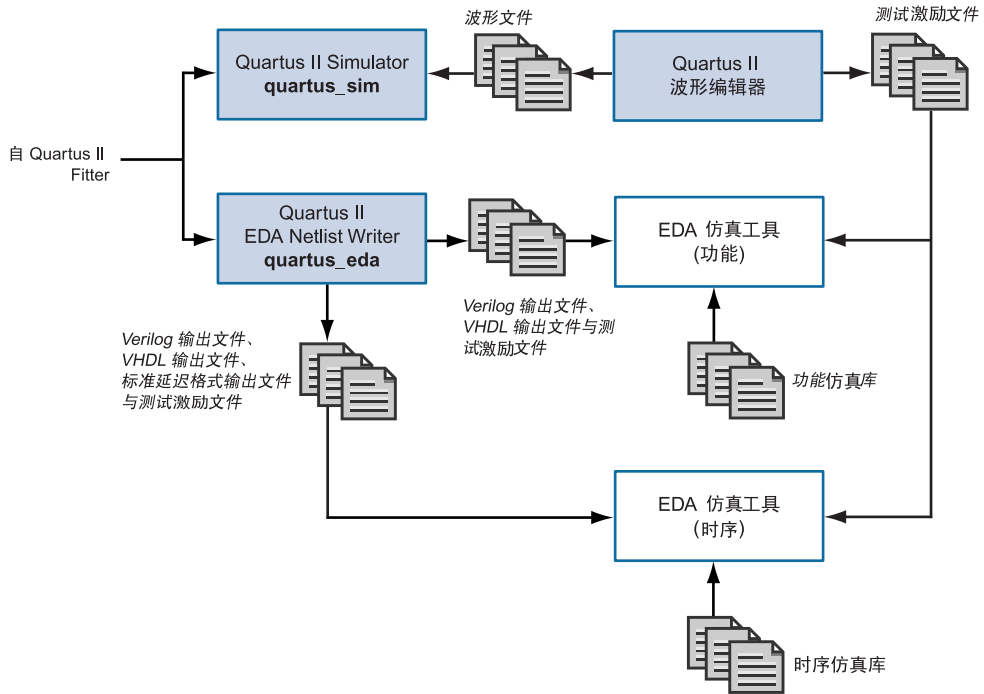 波形文件
测试激励文件
Quartus II Simulator
quartus_sim
Quartus II
波形编辑器
自 Quartus II
Fitter
Quartus II
EDA Netlist Writer
quartus_eda
EDA 仿真工具
(功能)
Verilog 输出文件、
VHDL 输出文件与测
试激励文件
Verilog 输出文件、
VHDL 输出文件、
标准延迟格式输出文件
与测试激励文件
功能仿真库
EDA 仿真工具
(时序)
时序仿真库